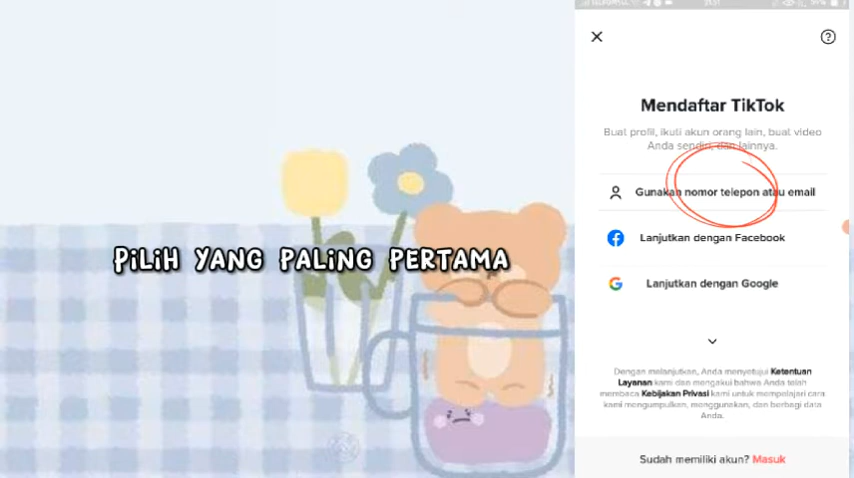 PILIH YANG PALING PERTAMA
Mendaftar TikTok
Buat profil, ikuti akun orang lain, buat video
Anda sendiri, dan lainnya.
Gunakan nomor telepon atau email
Lanjutkan dengan Facebook
Lanjutkan dengan Google
Dengan melanjutkan, Anda menyetujui Ketentuan
Layanan kami dan mengakui bahwa Anda telah
membaca Kebijakan Privasi kami untuk mempelajari cara
kami mengumpulkan, menggunakan, dan berbagi data
Anda.
Sudah memiliki akun? Masuk